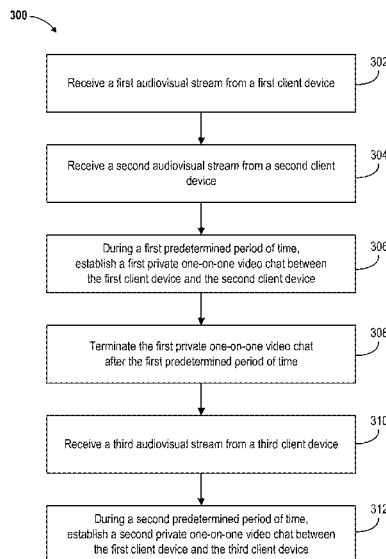 300
302
Receive a first audiovisual stream from a first client device
304
Receive a second audiovisual stream from a second client
device
306
During a first predetermined period of time,
establish a first private one-on-one video chat between
the first client device and the second client device
308
Terminate the first private one-on-one video chat
after the first predetermined period of time
310
Receive a third audiovisual stream from a third client device
312
During a second predetermined period of time,
establish a second private one-on-one video chat between
the first client device and the third client device